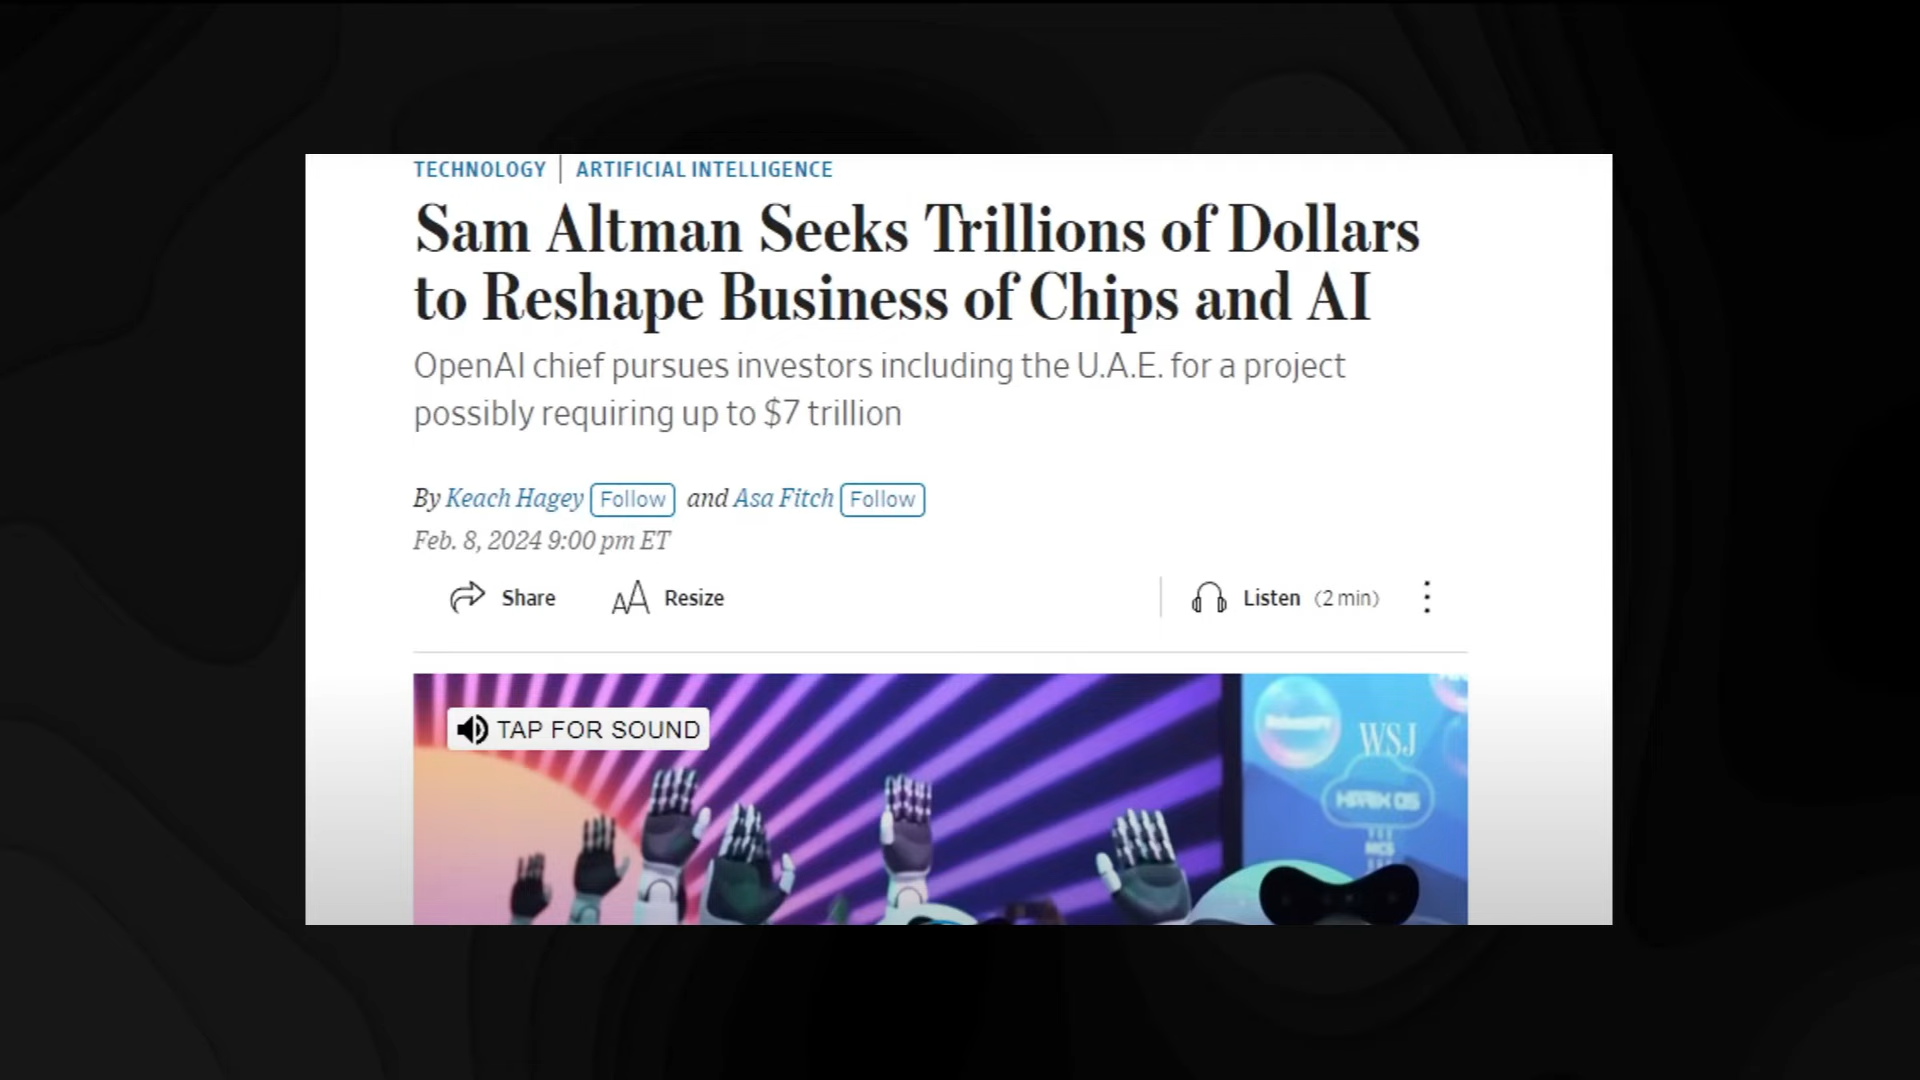 TECHNOLOGY | ARTIFICIAL INTELLIGENCE
Sam Altman Seeks Trillions of Dollars
to Reshape Business of Chips and AI
OpenAI chief pursues investors including the U.A.E. for a project
possibly requiring up to $7 trillion
By Keach Hagey Follow and Asa Fitch Follow
Feb. 8, 2024 9:00 pm ET
Share Resize Listen (2 min)
TAP FOR SOUND
WSJ